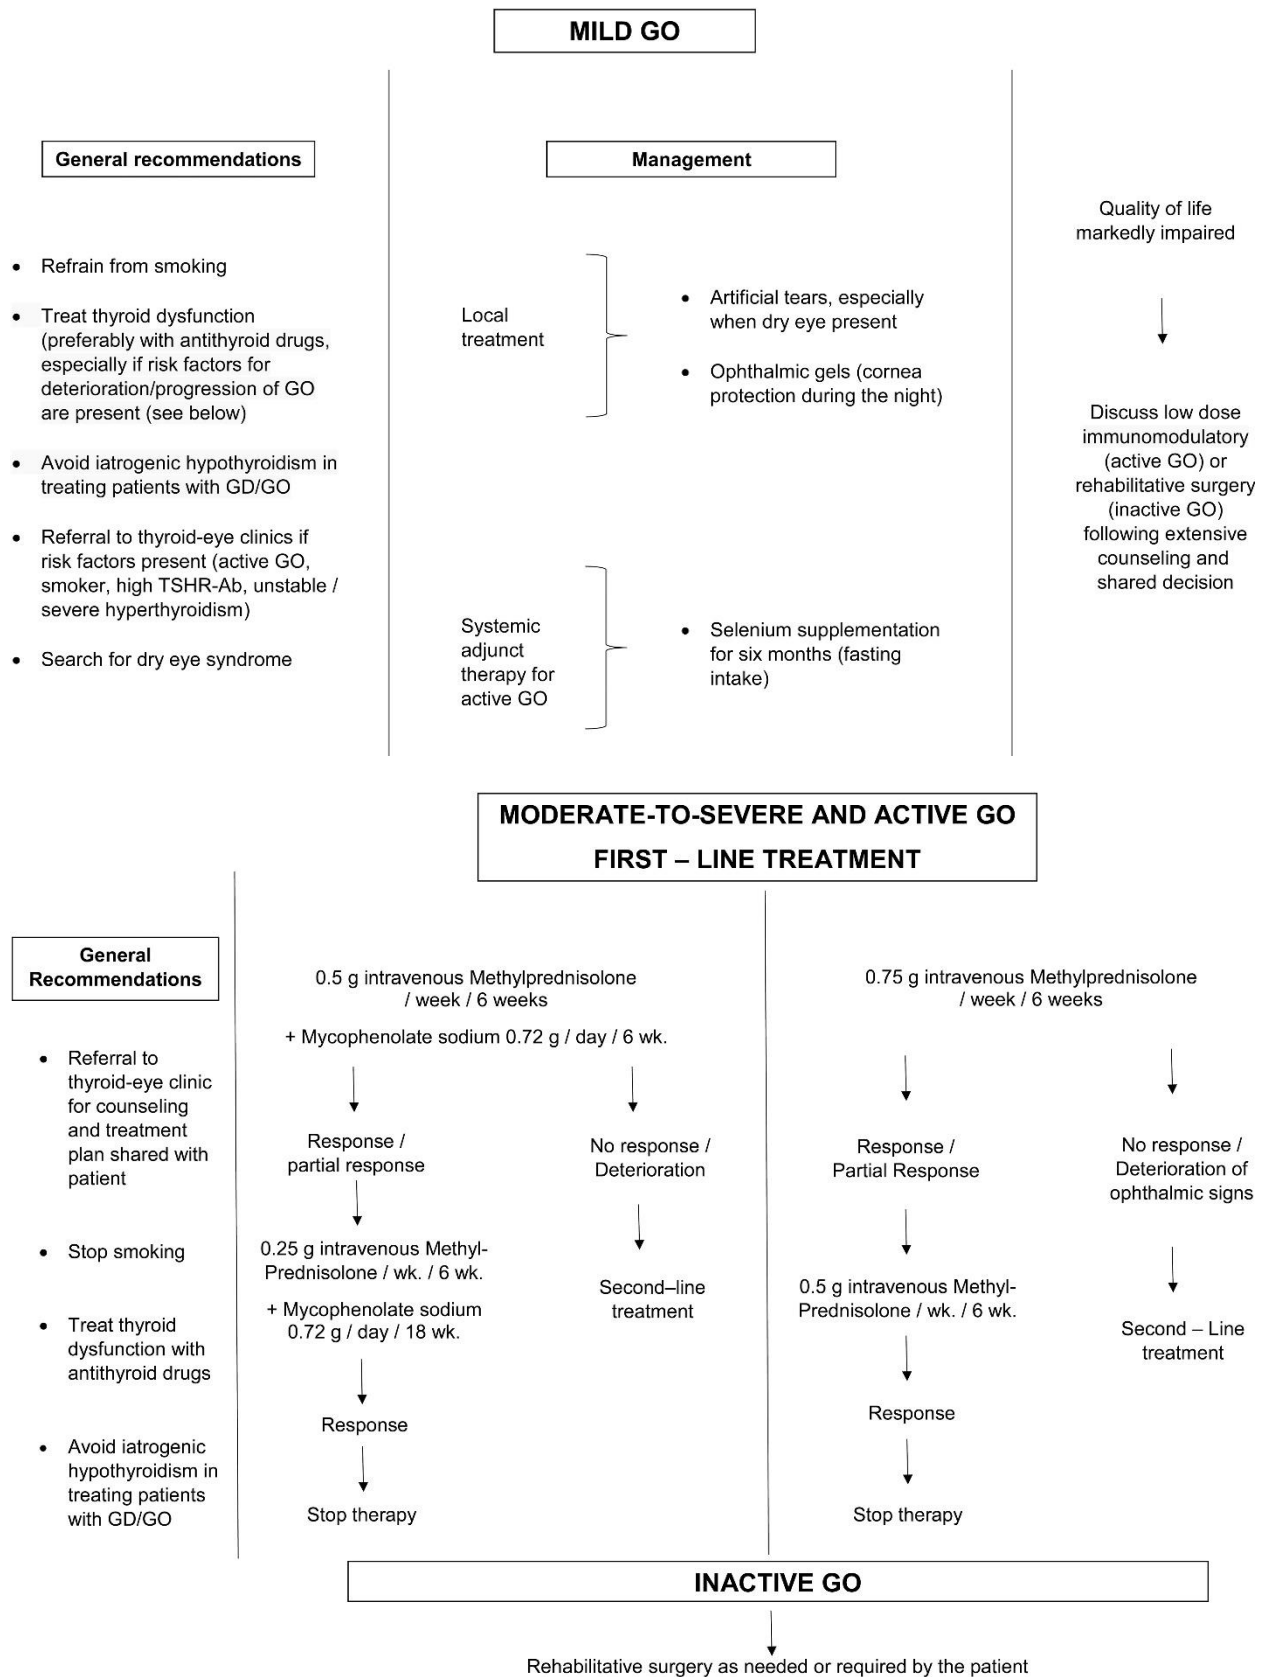 MILD GO
General recommendations
• Refrain from smoking
• Treat thyroid dysfunction
(preferably with antithyroid drugs,
especially if risk factors for
deterioration/progression of GO
are present (see below)
• Avoid iatrogenic hypothyroidism in
treating patients with GD/GO
• Referral to thyroid-eye clinics if
risk factors present (active GO,
smoker, high TSHR-Ab, unstable /
severe hyperthyroidism)
• Search for dry eye syndrome
Management
Local
treatment
• Artificial tears, especially
when dry eye present
• Ophthalmic gels (cornea
protection during the night)
Systemic
adjunct
therapy for
active GO
• Selenium supplementation
for six months (fasting
intake)
Quality of life
markedly impaired
Discuss low dose
immunomodulatory
(active GO) or
rehabilitative surgery
(inactive GO)
following extensive
counseling and
shared decision
MODERATE-TO-SEVERE AND ACTIVE GO
FIRST – LINE TREATMENT
General
Recommendations
• Referral to
thyroid-eye clinic
for counseling
and treatment
plan shared with
patient
• Stop smoking
• Treat thyroid
dysfunction with
antithyroid drugs
• Avoid iatrogenic
hypothyroidism in
treating patients
with GD/GO
0.5 g intravenous Methylprednisolone
/ week / 6 weeks
+ Mycophenolate sodium 0.72 g / day / 6 wk.
Response /
partial response
0.25 g intravenous Methyl-
Prednisolone / wk. / 6 wk.
+ Mycophenolate sodium
0.72 g / day / 18 wk.
Response
Stop therapy
No response /
Deterioration
Second–line
treatment
0.75 g intravenous Methylprednisolone
/ week / 6 weeks
Response /
Partial Response
0.5 g intravenous Methyl-
Prednisolone / wk. / 6 wk.
Response
Stop therapy
No response /
Deterioration of
ophthalmic signs
Second – Line
treatment
INACTIVE GO
Rehabilitative surgery as needed or required by the patient